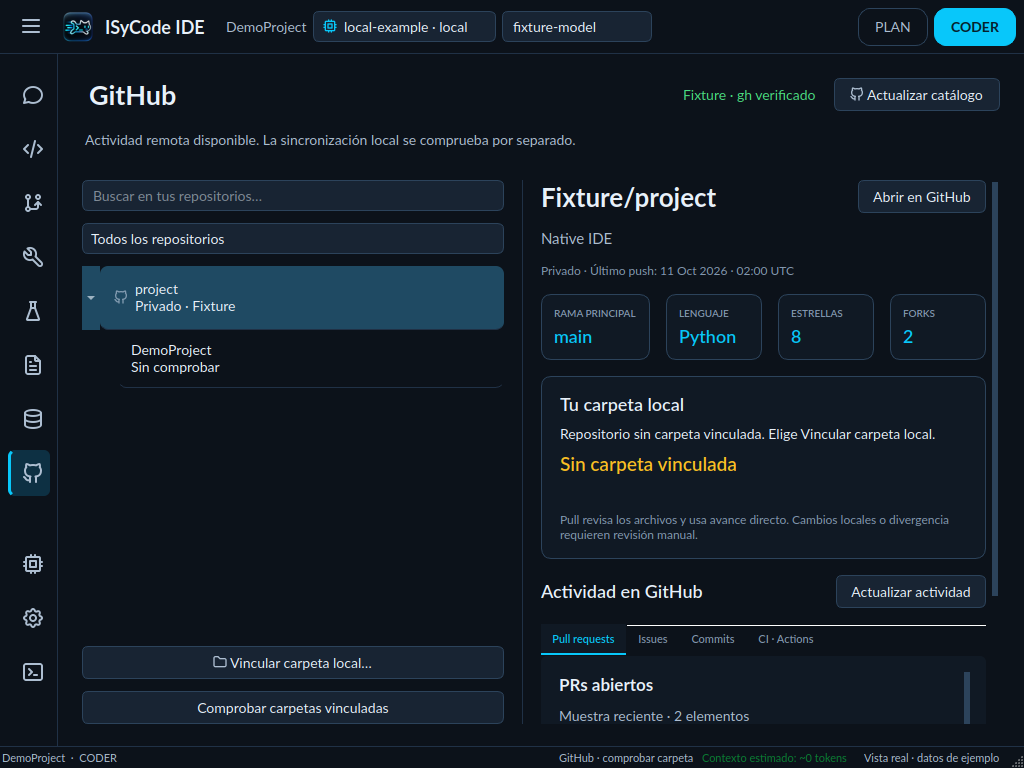 ISyCode IDE
DemoProject
local-example · local
fixture-model
PLAN
CODER
GitHub
Fixture · gh verificado
Actualizar catálogo
Actividad remota disponible. La sincronización local se comprueba por separado.
Buscar en tus repositorios...
Todos los repositorios
project
Privado · Fixture
DemoProject
Sin comprobar
Vincular carpeta local...
Comprobar carpetas vinculadas
Fixture/project
Abrir en GitHub
Native IDE
Privado · Último push: 11 Oct 2026 · 02:00 UTC
RAMA PRINCIPAL
main
LENGUAJE
Python
ESTRELLAS
8
FORKS
2
Tu carpeta local
Repositorio sin carpeta vinculada. Elige Vincular carpeta local.
Sin carpeta vinculada
Pull revisa los archivos y usa avance directo. Cambios locales o divergencia
requieren revisión manual.
Actividad en GitHub
Actualizar actividad
Pull requests
Issues
Commits
CI · Actions
PRs abiertos
Muestra reciente · 2 elementos
DemoProject · CODER
GitHub · comprobar carpeta
Contexto estimado: ~0 tokens
Vista real · datos de ejemplo